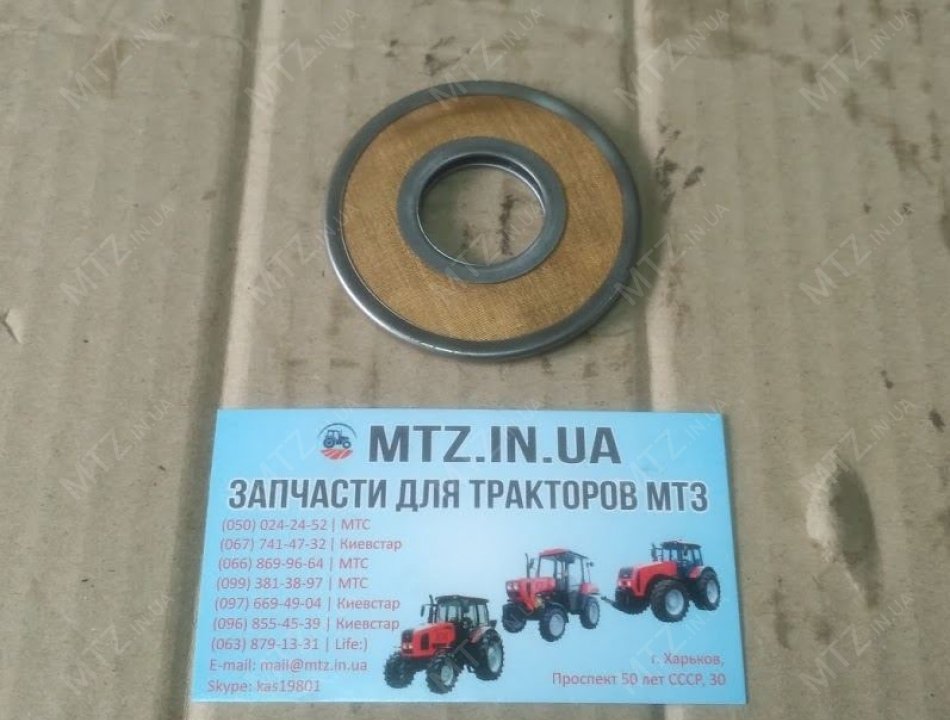 MTZ.IN.UA
ЗАПЧАСТИ ДЛЯ ТРАКТОРОВ МТЗ
(050) 024-24-52 | МТС
(067) 741-47-32 | Киевстар
(066) 869-96-64 | МТС
(099) 381-38-97 | МТС
(097) 669-49-04 | Киевстар
(096) 855-45-39 | Киевстар
(063) 879-13-31 | Life:)
E-mail: mail@mtz.in.ua
Skype: kas19801
г. Харьков,
Проспект 50 лет СССР, 30